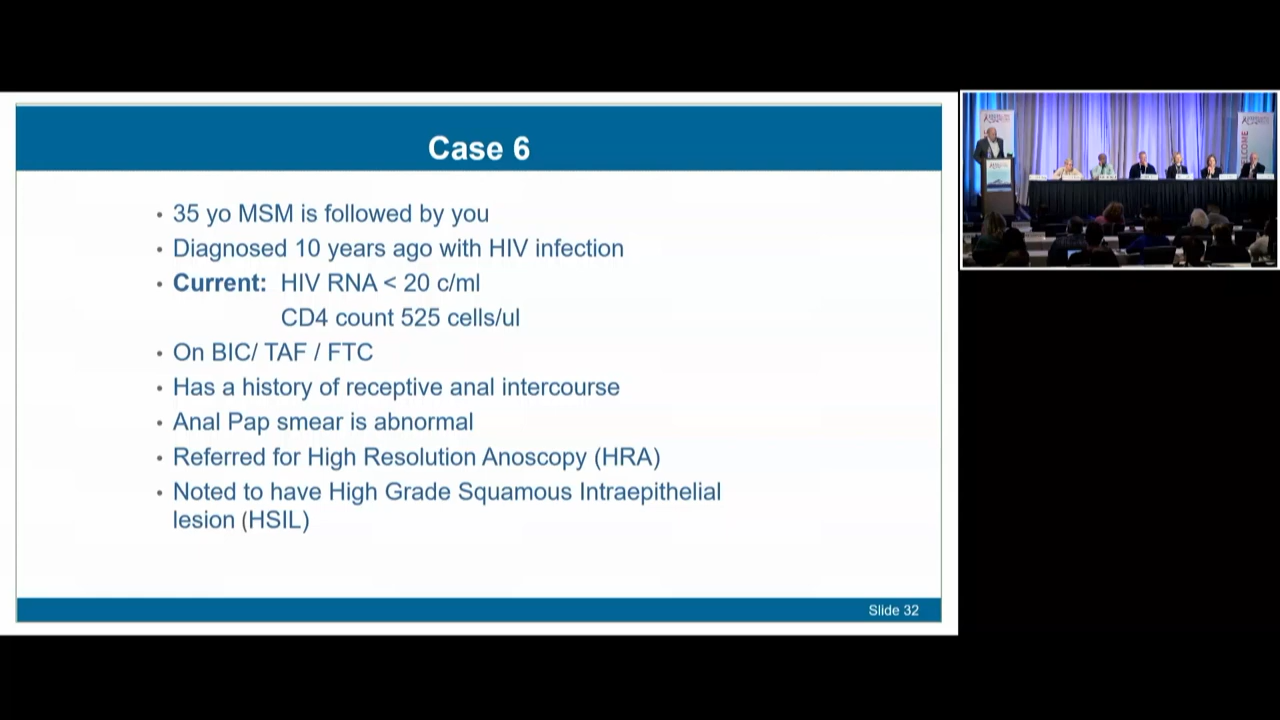 Case 6
• 35 yo MSM is followed by you
• Diagnosed 10 years ago with HIV infection
• Current: HIV RNA < 20 c/ml
CD4 count 525 cells/ul
• On BIC/ TAF / FTC
• Has a history of receptive anal intercourse
• Anal Pap smear is abnormal
• Referred for High Resolution Anoscopy (HRA)
• Noted to have High Grade Squamous Intraepithelial
lesion (HSIL)
Slide 32
WELCOME